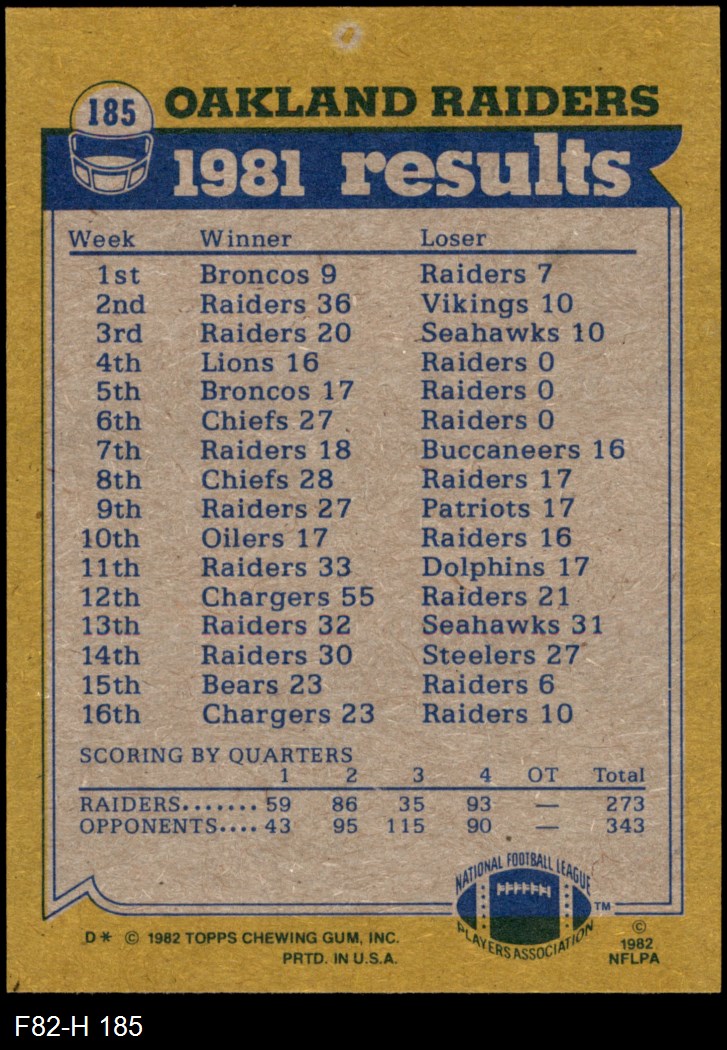 185 OAKLAND RAIDERS
1981 results
Week Winner Loser
1st Broncos 9 Raiders 7
2nd Raiders 36 Vikings 10
3rd Raiders 20 Seahawks 10
4th Lions 16 Raiders 0
5th Broncos 17 Raiders 0
6th Chiefs 27 Raiders 0
7th Raiders 18 Buccaneers 16
8th Chiefs 28 Raiders 17
9th Raiders 27 Patriots 17
10th Oilers 17 Raiders 16
11th Raiders 33 Dolphins 17
12th Chargers 55 Raiders 21
13th Raiders 32 Seahawks 31
14th Raiders 30 Steelers 27
15th Bears 23 Raiders 6
16th Chargers 23 Raiders 10
SCORING BY QUARTERS
1 2 3 4 OT Total
RAIDERS....... 59 86 35 93 — 273
OPPONENTS.... 43 95 115 90 — 343
NATIONAL FOOTBALL LEAGUE
PLAYERS ASSOCIATION
TM
D* © 1982 TOPPS CHEWING GUM, INC.
PRTD. IN U.S.A.
©
1982
NFLPA
F82-H 185